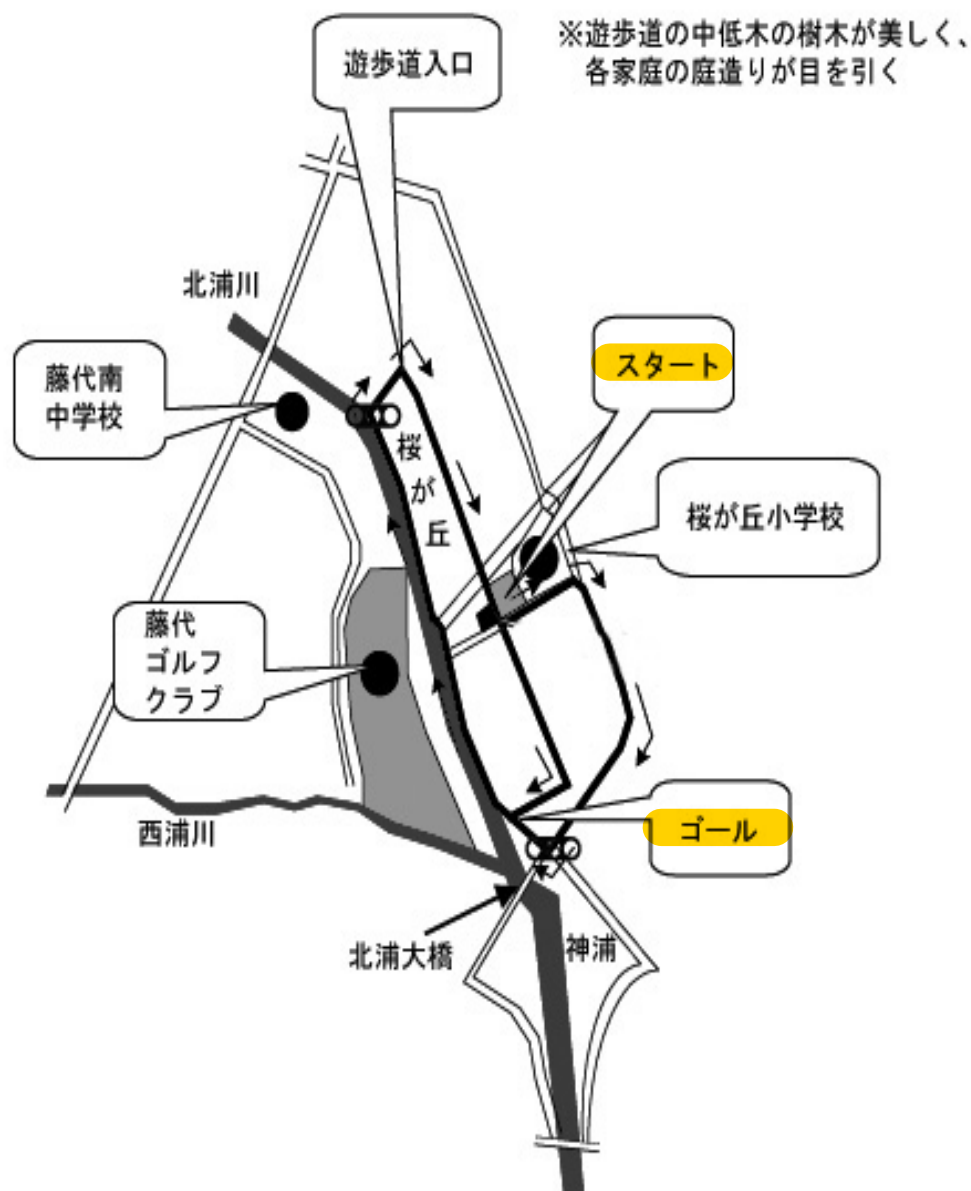 ※遊歩道の中低木の樹木が美しく、
各家庭の庭造りが目を引く
遊歩道入口
北浦川
スタート
藤代南
中学校
桜が丘
桜が丘小学校
藤代
ゴルフ
クラブ
ゴール
西浦川
北浦大橋
神浦